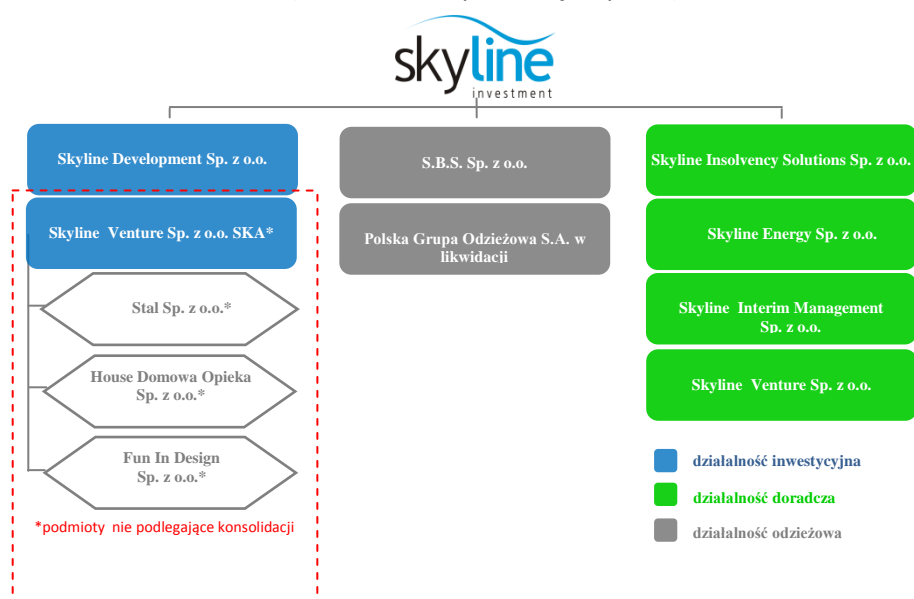 skyline
investment
Skyline Development Sp. z o.o.
Skyline Venture Sp. z o.o. SKA*
Stal Sp. z o.o.*
House Domowa Opieka
Sp. z o.o.*
Fun In Design
Sp. z o.o.*
*podmioty nie podlegające konsolidacji
S.B.S. Sp. z o.o.
Polska Grupa Odzieżowa S.A. w
likwidacji
Skyline Insolvency Solutions Sp. z o.o.
Skyline Energy Sp. z o.o.
Skyline Interim Management
Sp. z o.o.
Skyline Venture Sp. z o.o.
działalność inwestycyjna
działalność doradcza
działalność odzieżowa